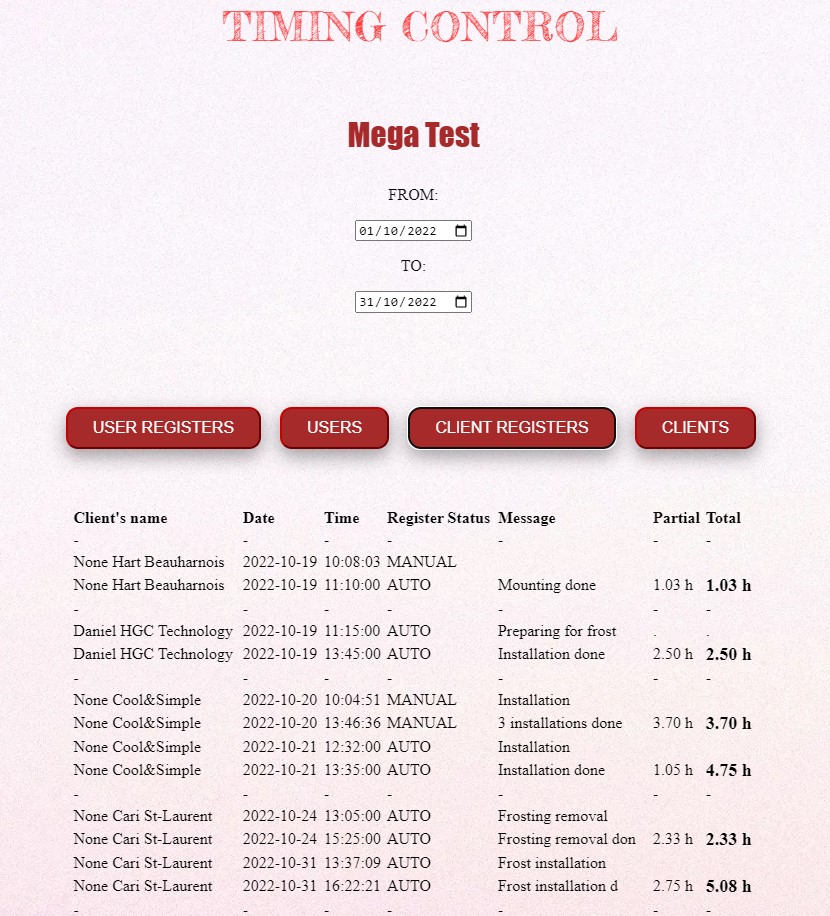 TIMING CONTROL
Mega Test
FROM:
01/10/2022
TO:
31/10/2022
USER REGISTERS USERS CLIENT REGISTERS CLIENTS
Client's name Date Time Register Status Message Partial Total
- - - - - - -
None Hart Beauharnois 2022-10-19 10:08:03 MANUAL
None Hart Beauharnois 2022-10-19 11:10:00 AUTO Mounting done 1.03 h 1.03 h
- - - - - - -
Daniel HGC Technology 2022-10-19 11:15:00 AUTO Preparing for frost . .
Daniel HGC Technology 2022-10-19 13:45:00 AUTO Installation done 2.50 h 2.50 h
- - - - - - -
None Cool&Simple 2022-10-20 10:04:51 MANUAL Installation
None Cool&Simple 2022-10-20 13:46:36 MANUAL 3 installations done 3.70 h 3.70 h
None Cool&Simple 2022-10-21 12:32:00 AUTO Installation
None Cool&Simple 2022-10-21 13:35:00 AUTO Installation done 1.05 h 4.75 h
- - - - - - -
None Cari St-Laurent 2022-10-24 13:05:00 AUTO Frosting removal
None Cari St-Laurent 2022-10-24 15:25:00 AUTO Frosting removal don 2.33 h 2.33 h
None Cari St-Laurent 2022-10-31 13:37:09 AUTO Frost installation
None Cari St-Laurent 2022-10-31 16:22:21 AUTO Frost installation d 2.75 h 5.08 h
- - - - - - -